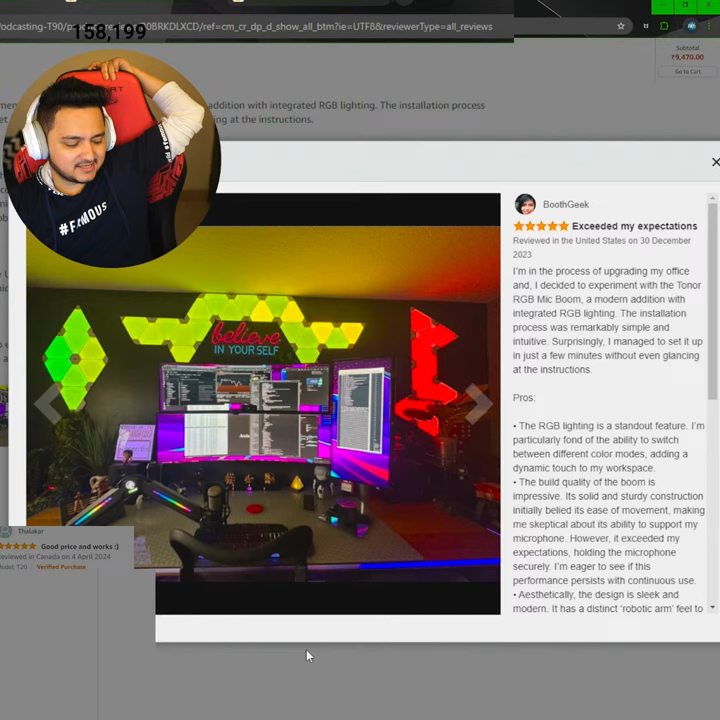 odcasting-T90/p
0BRKDLXCD/ref=cm_cr_dp_d_show_all_btm?ie=UTF8&reviewerType=all_reviews
158,199
Subtotal
₹9,470.00
Go to Cart
addition with integrated RGB lighting. The installation process
ng at the instructions.
#FAMOUS
BoothGeek
Exceeded my expectations
Reviewed in the United States on 30 December
2023
I'm in the process of upgrading my office
and, I decided to experiment with the Tonor
RGB Mic Boom, a modern addition with
integrated RGB lighting. The installation
process was remarkably simple and
intuitive. Surprisingly, I managed to set it up
in just a few minutes without even glancing
at the instructions.
Pros:
• The RGB lighting is a standout feature. I'm
particularly fond of the ability to switch
between different color modes, adding a
dynamic touch to my workspace.
• The build quality of the boom is
impressive. Its solid and sturdy construction
initially belied its ease of movement, making
me skeptical about its ability to support my
microphone. However, it exceeded my
expectations, holding the microphone
securely. I'm eager to see if this
performance persists with continuous use.
• Aesthetically, the design is sleek and
modern. It has a distinct 'robotic arm' feel to
believe
IN YOUR SELF
Thulakar
Good price and works :)
Reviewed in Canada on 4 April 2024
Model: T20 Verified Purchase